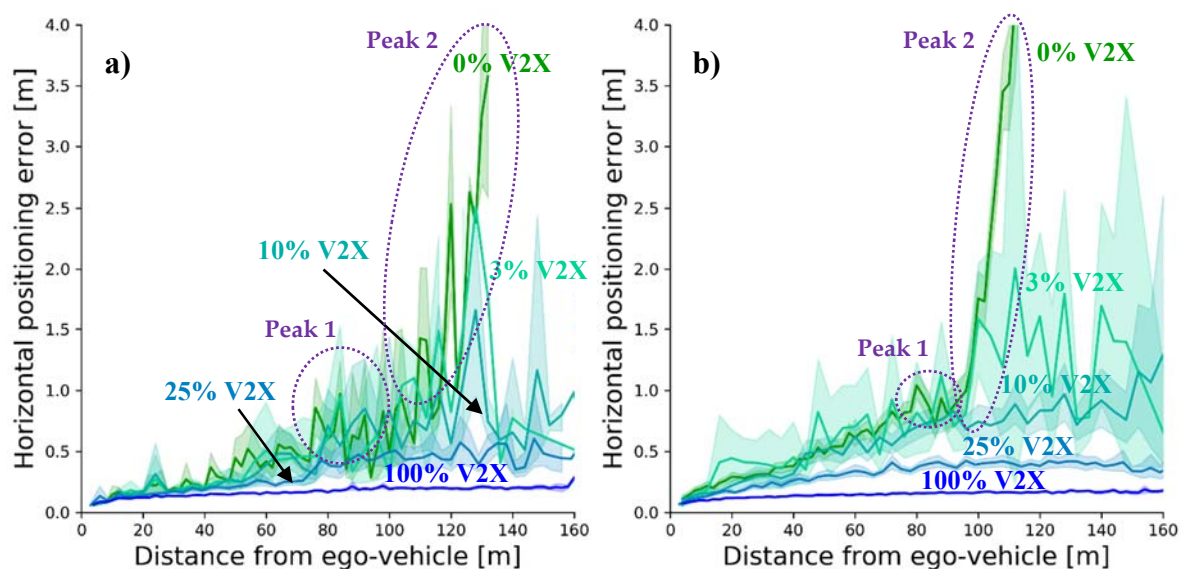 a)
Horizontal positioning error [m]
4.0
3.5
3.0
2.5
2.0
1.5
1.0
0.5
0.0
Peak 2
0% V2X
10% V2X
3% V2X
Peak 1
25% V2X
100% V2X
0 20 40 60 80 100 120 140 160
Distance from ego-vehicle [m]
b)
Horizontal positioning error [m]
4.0
3.5
3.0
2.5
2.0
1.5
1.0
0.5
0.0
Peak 2
0% V2X
3% V2X
Peak 1
10% V2X
25% V2X
100% V2X
0 20 40 60 80 100 120 140 160
Distance from ego-vehicle [m]